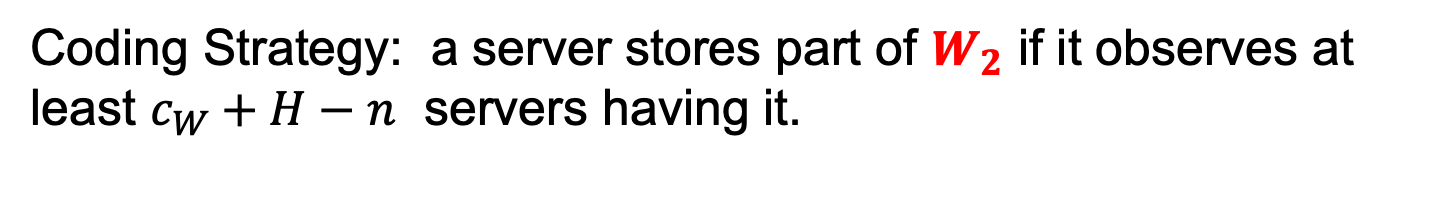 Coding Strategy: a server stores part of W₂ if it observes at
least c_W + H − n servers having it.